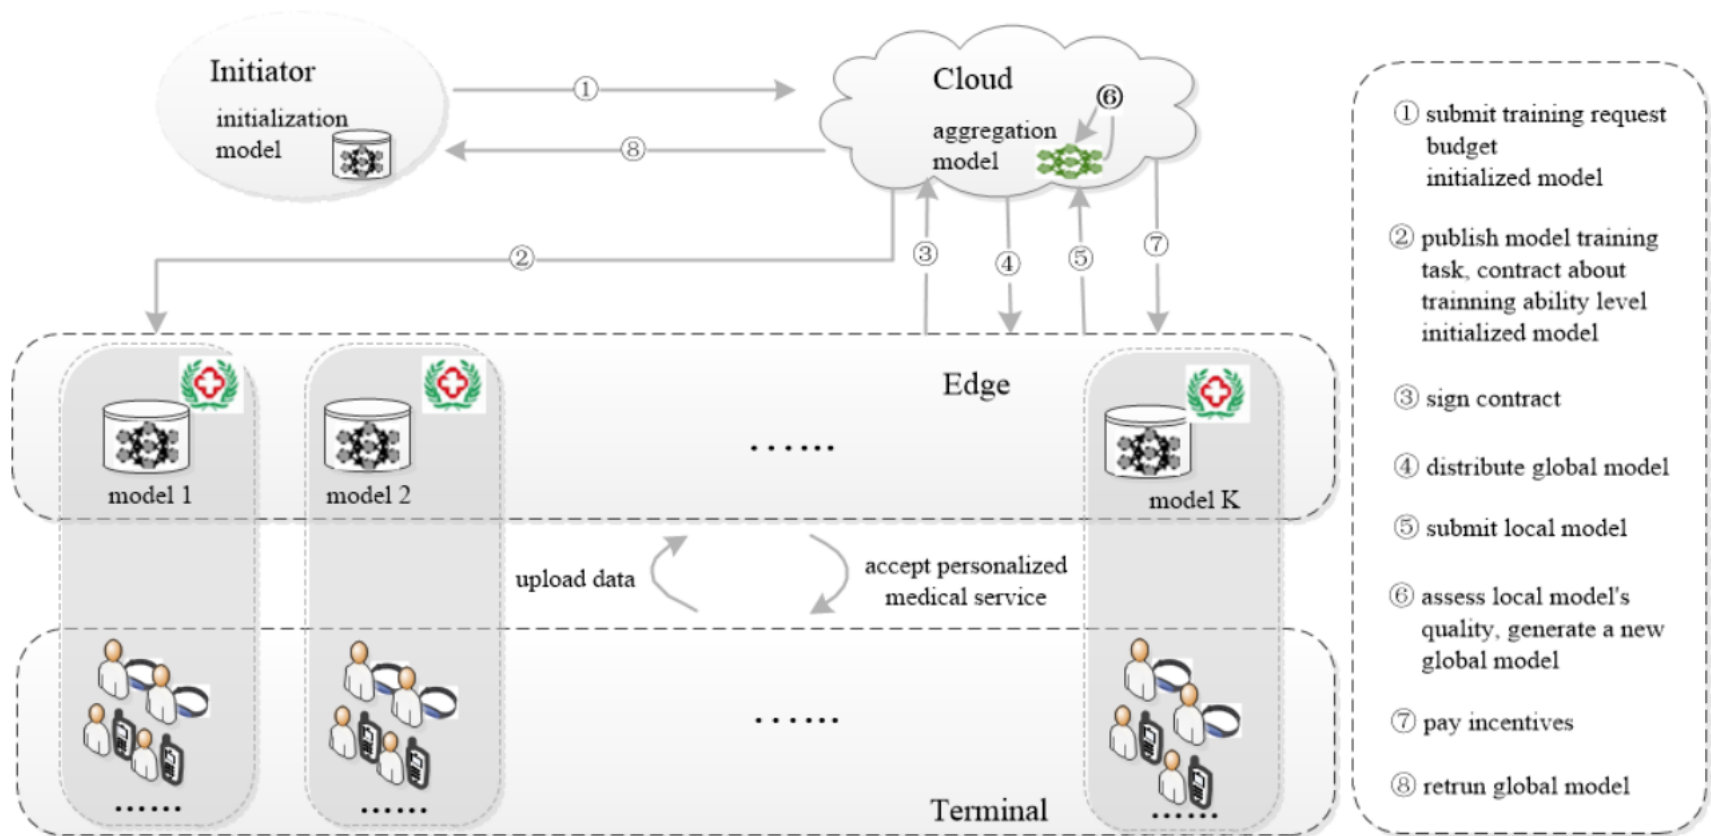 Initiator
initialization
model
①
⑧
Cloud
aggregation
model
⑥
②
③
④
⑤
⑦
Edge
model 1
model 2
......
model K
upload data
accept personalized
medical service
......
......
......
......
Terminal
① submit training request
budget
initialized model
② publish model training
task, contract about
trainning ability level
initialized model
③ sign contract
④ distribute global model
⑤ submit local model
⑥ assess local model's
quality, generate a new
global model
⑦ pay incentives
⑧ retrun global model